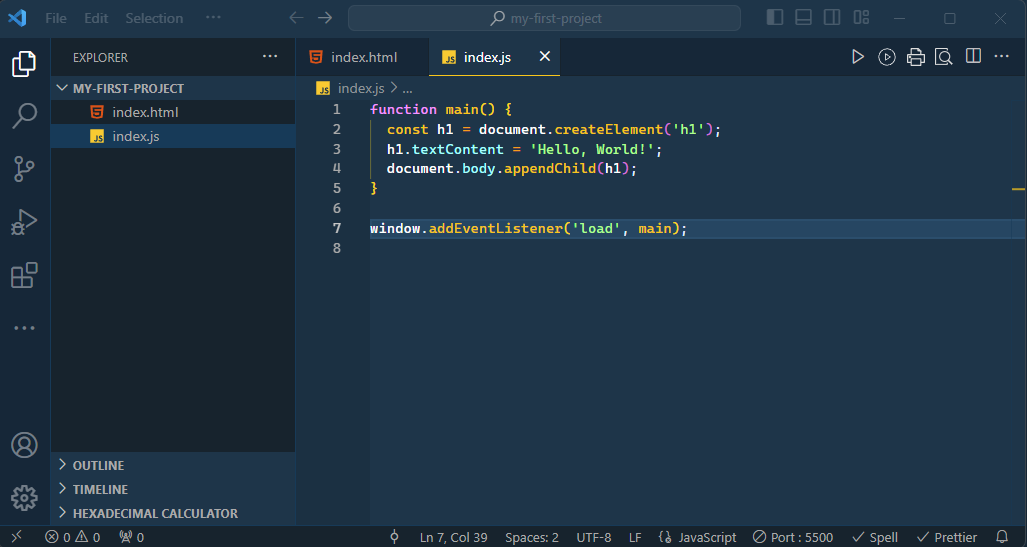 File Edit Selection ··· my-first-project
EXPLORER ···
MY-FIRST-PROJECT
index.html
JS index.js
OUTLINE
TIMELINE
HEXADECIMAL CALCULATOR
index.html JS index.js
JS index.js > ...
1 function main() {
2 const h1 = document.createElement('h1');
3 h1.textContent = 'Hello, World!';
4 document.body.appendChild(h1);
5 }
6
7 window.addEventListener('load', main);
8
0 0 0 Ln 7, Col 39 Spaces: 2 UTF-8 LF {} JavaScript Port : 5500 Spell Prettier